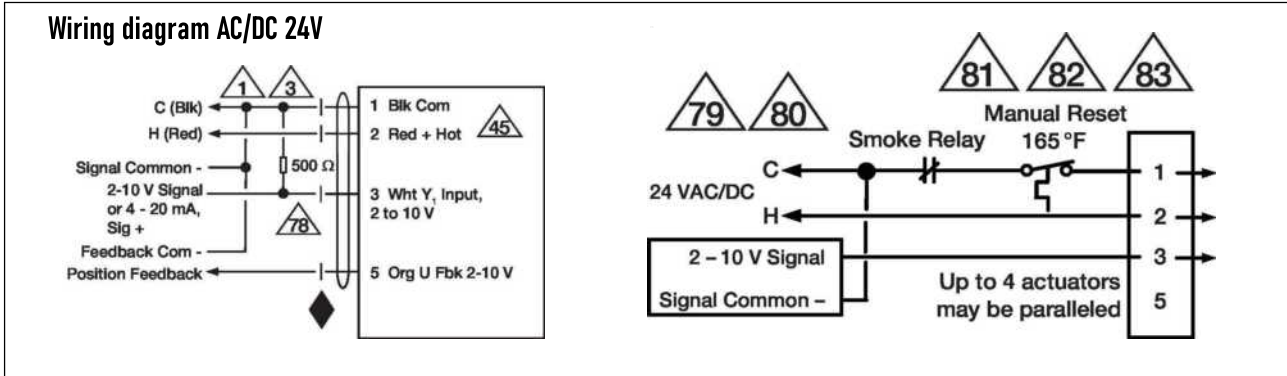 Wiring diagram AC/DC 24V
1
3
C (Blk)
1 Blk Com
H (Red)
2 Red + Hot
45
Signal Common -
500 Ω
2-10 V Signal
or 4 - 20 mA,
Sig +
3 Wht Y, Input,
2 to 10 V
78
Feedback Com -
Position Feedback
5 Org U Fbk 2-10 V
81
82
83
79
80
Manual Reset
Smoke Relay
165 °F
C
1
24 VAC/DC
H
2
2 – 10 V Signal
3
Signal Common –
Up to 4 actuators
may be paralleled
5